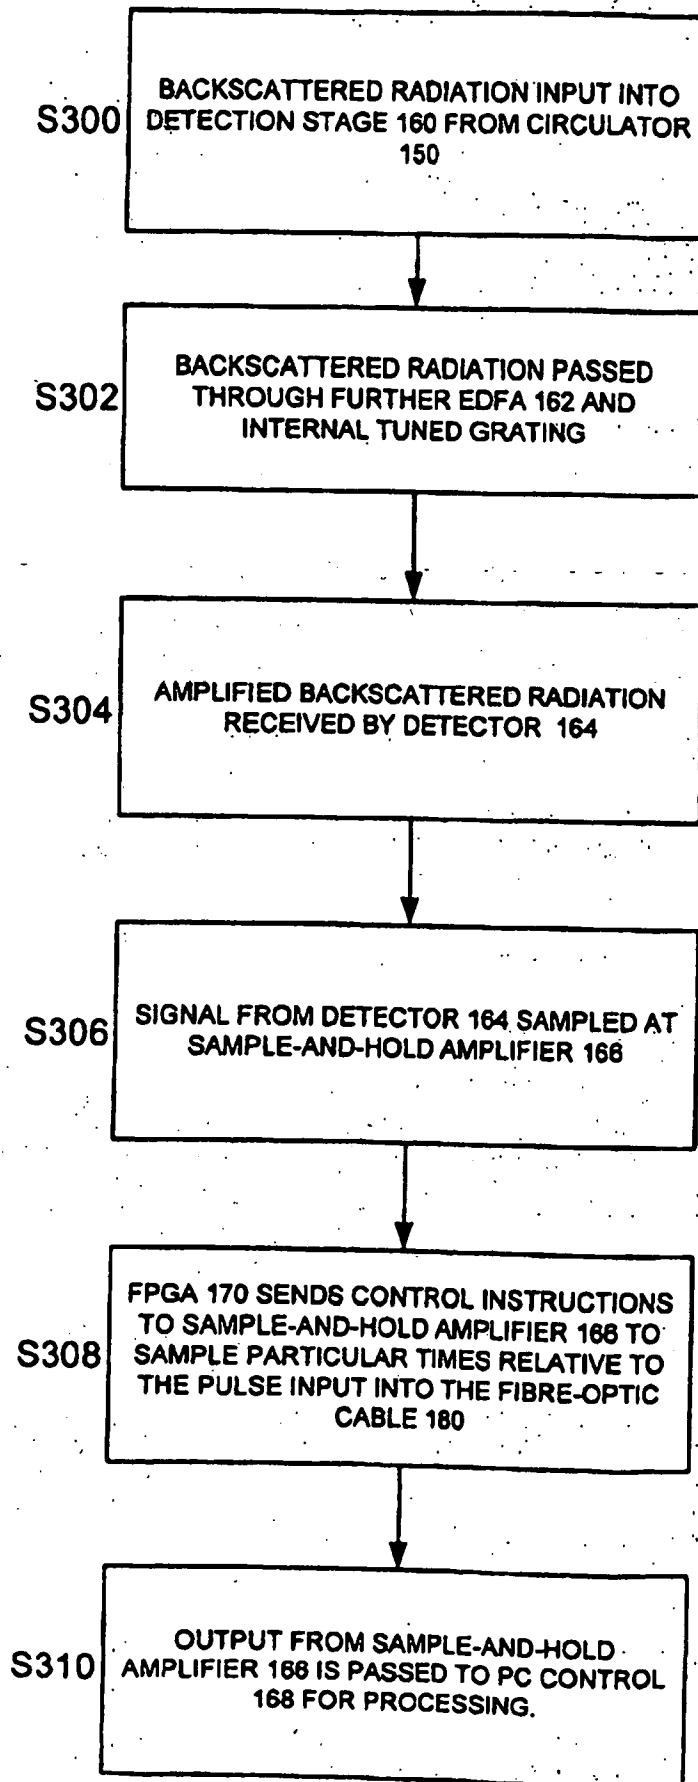 S300
BACKSCATTERED RADIATION INPUT INTO
DETECTION STAGE 160 FROM CIRCULATOR
150
S302
BACKSCATTERED RADIATION PASSED
THROUGH FURTHER EDFA 162 AND
INTERNAL TUNED GRATING
S304
AMPLIFIED BACKSCATTERED RADIATION
RECEIVED BY DETECTOR 164
S306
SIGNAL FROM DETECTOR 164 SAMPLED AT
SAMPLE-AND-HOLD AMPLIFIER 166
S308
FPGA 170 SENDS CONTROL INSTRUCTIONS
TO SAMPLE-AND-HOLD AMPLIFIER 166 TO
SAMPLE PARTICULAR TIMES RELATIVE TO
THE PULSE INPUT INTO THE FIBRE-OPTIC
CABLE 180
S310
OUTPUT FROM SAMPLE-AND-HOLD
AMPLIFIER 166 IS PASSED TO PC CONTROL
168 FOR PROCESSING.